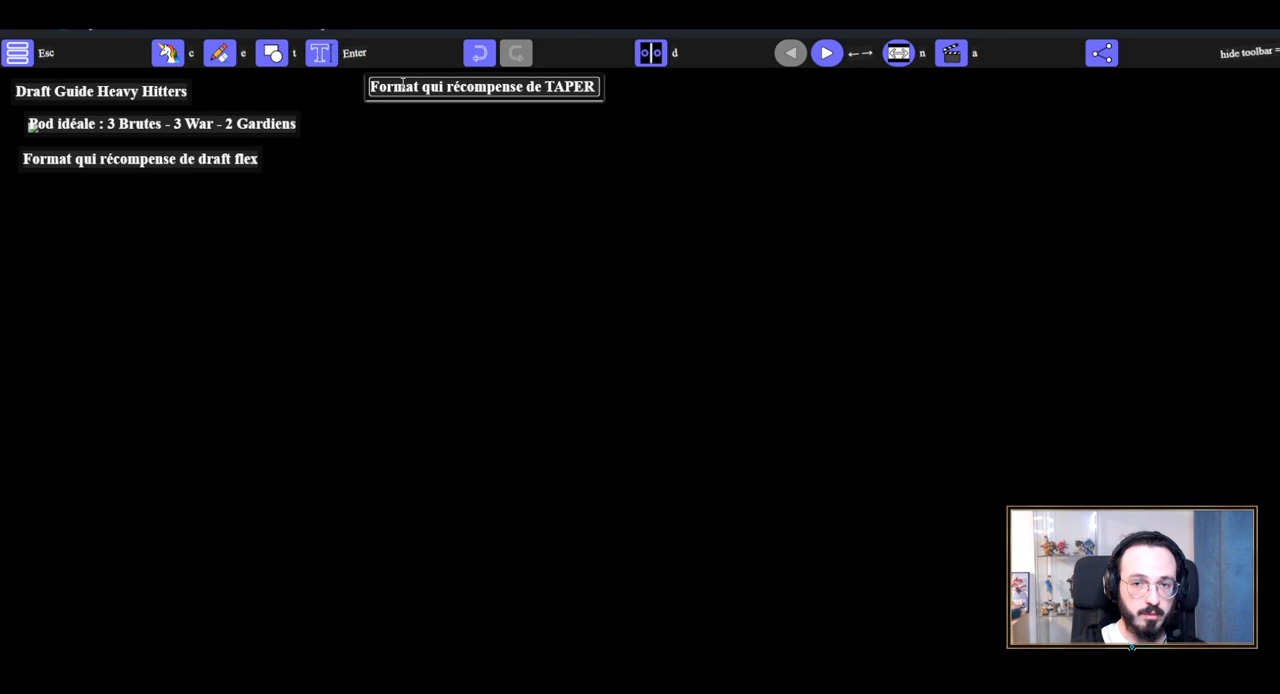 Esc
c
e
t
Enter
d
←→
n
a
hide toolbar =
Draft Guide Heavy Hitters
Format qui récompense de TAPER
Pod idéale : 3 Brutes - 3 War - 2 Gardiens
Format qui récompense de draft flex